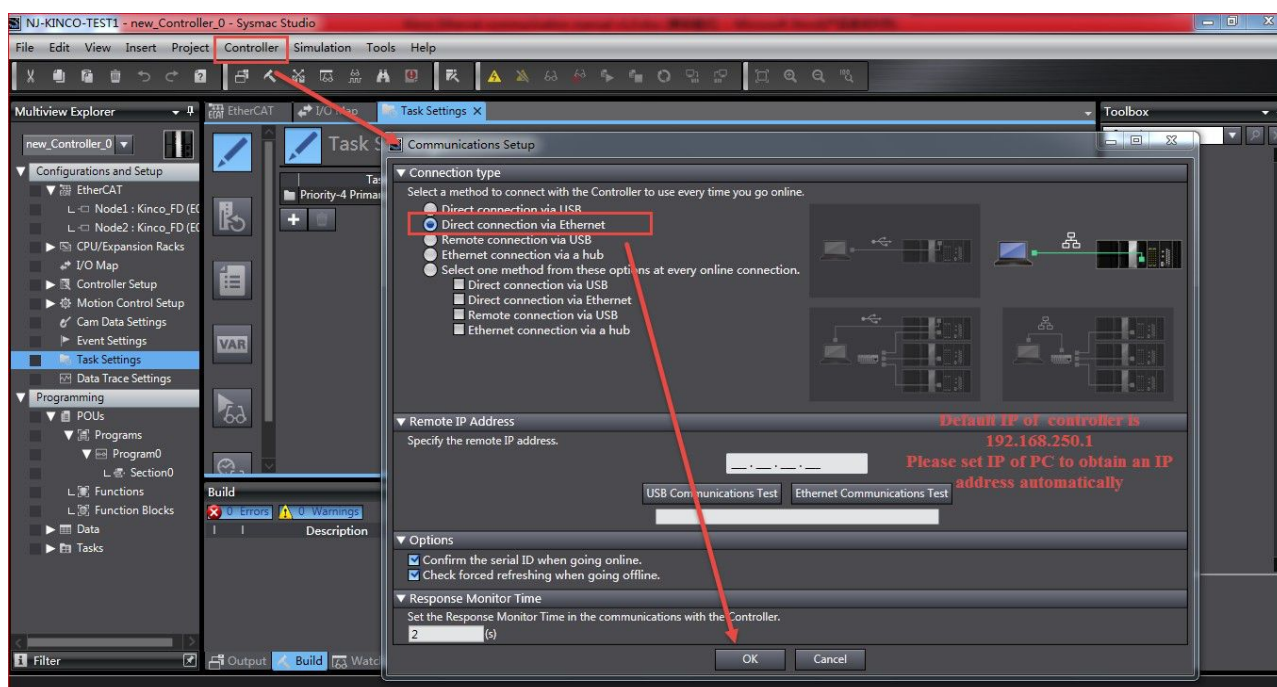 NJ-KINCO-TEST1 - new_Controller_0 - Sysmac Studio
File Edit View Insert Project Controller Simulation Tools Help
Multiview Explorer
EtherCAT
I/O Map
Task Settings
Toolbox
new_Controller_0
Configurations and Setup
EtherCAT
Node1 : Kinco_FD (E
Node2 : Kinco_FD (E
CPU/Expansion Racks
I/O Map
Controller Setup
Motion Control Setup
Cam Data Settings
Event Settings
Task Settings
Data Trace Settings
Programming
POUs
Programs
Program0
Section0
Functions
Function Blocks
Data
Tasks
Filter
VAR
Task S
Ta
Priority-4 Primar
Build
0 Errors 0 Warnings
Description
Output Build Watc
Communications Setup
Connection type
Select a method to connect with the Controller to use every time you go online.
Direct connection via USB
Direct connection via Ethernet
Remote connection via USB
Ethernet connection via a hub
Select one method from these options at every online connection.
Direct connection via USB
Direct connection via Ethernet
Remote connection via USB
Ethernet connection via a hub
Remote IP Address
Specify the remote IP address.
__.__.__.__
USB Communications Test Ethernet Communications Test
Default IP of controller is
192.168.250.1
Please set IP of PC to obtain an IP
address automatically
Options
Confirm the serial ID when going online.
Check forced refreshing when going offline.
Response Monitor Time
Set the Response Monitor Time in the communications with the Controller.
2 (s)
OK Cancel